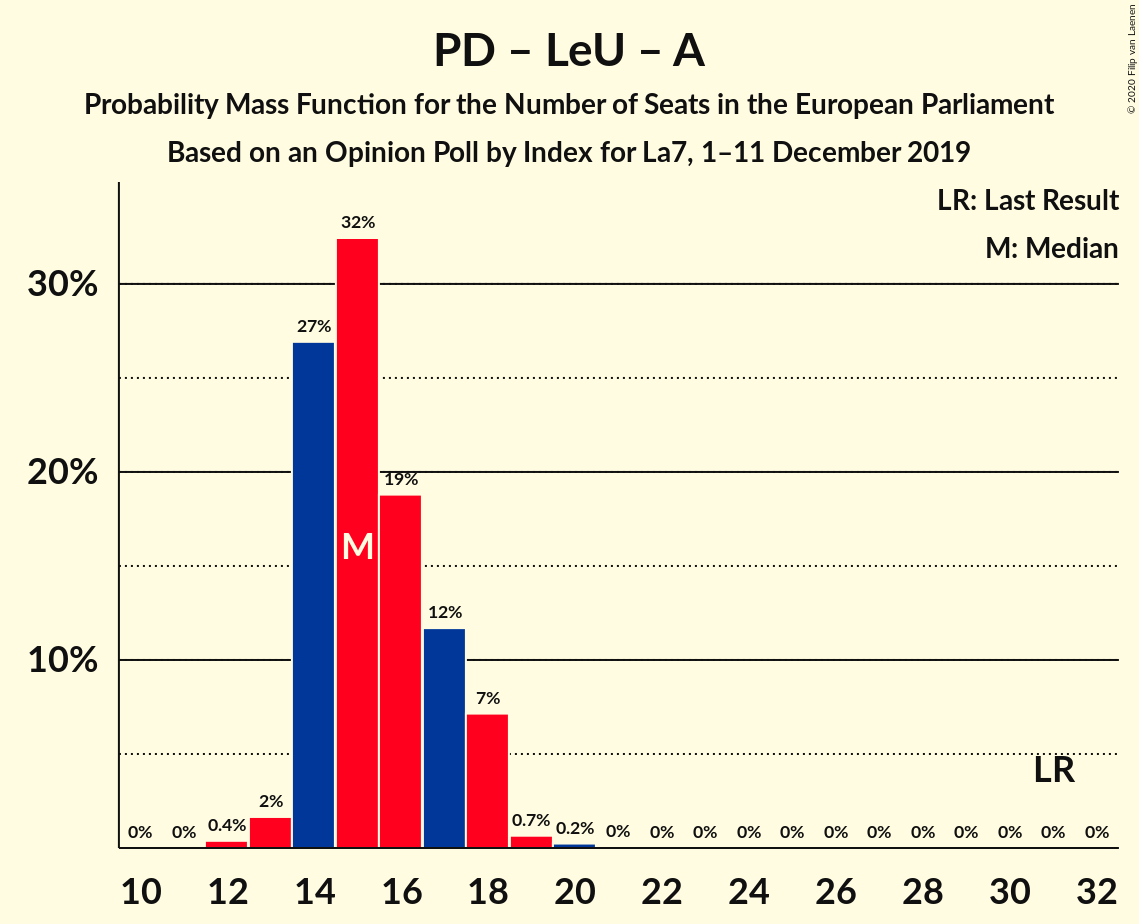 PD – LeU – A
Probability Mass Function for the Number of Seats in the European Parliament
Based on an Opinion Poll by Index for La7, 1–11 December 2019
© 2020 Filip van Laenen
LR: Last Result
M: Median
30%
20%
10%
0%
0%
0.4%
2%
27%
32%
19%
12%
7%
0.7%
0.2%
0%
0%
0%
0%
0%
0%
0%
0%
0%
0%
0%
0%
M
LR
10 12 14 16 18 20 22 24 26 28 30 32